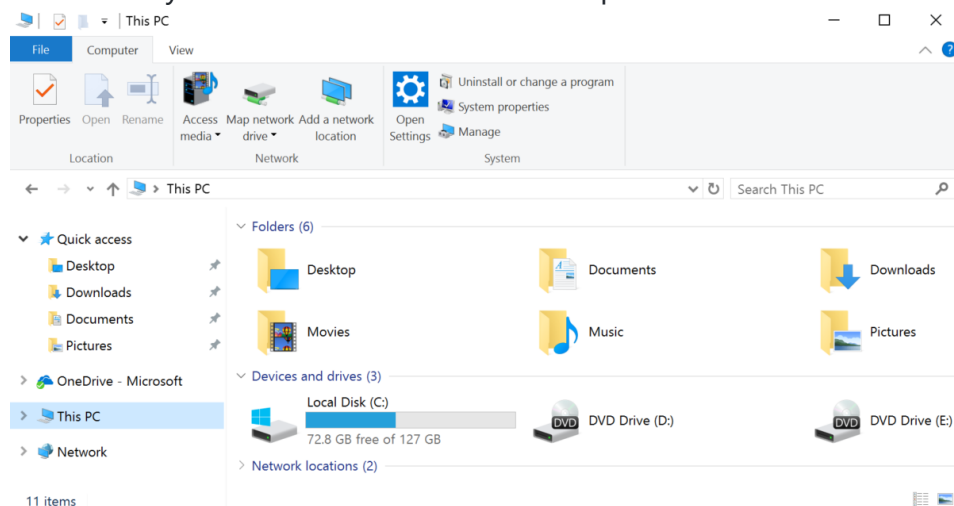 This PC
File Computer View
Properties Open Rename Access media Map network drive Add a network location Open Settings
Uninstall or change a program
System properties
Manage
Location Network System
This PC
Search This PC
Quick access
Desktop
Downloads
Documents
Pictures
OneDrive - Microsoft
This PC
Network
Folders (6)
Desktop Documents Downloads
Movies Music Pictures
Devices and drives (3)
Local Disk (C:)
72.8 GB free of 127 GB
DVD DVD Drive (D:)
DVD DVD Drive (E:)
Network locations (2)
11 items